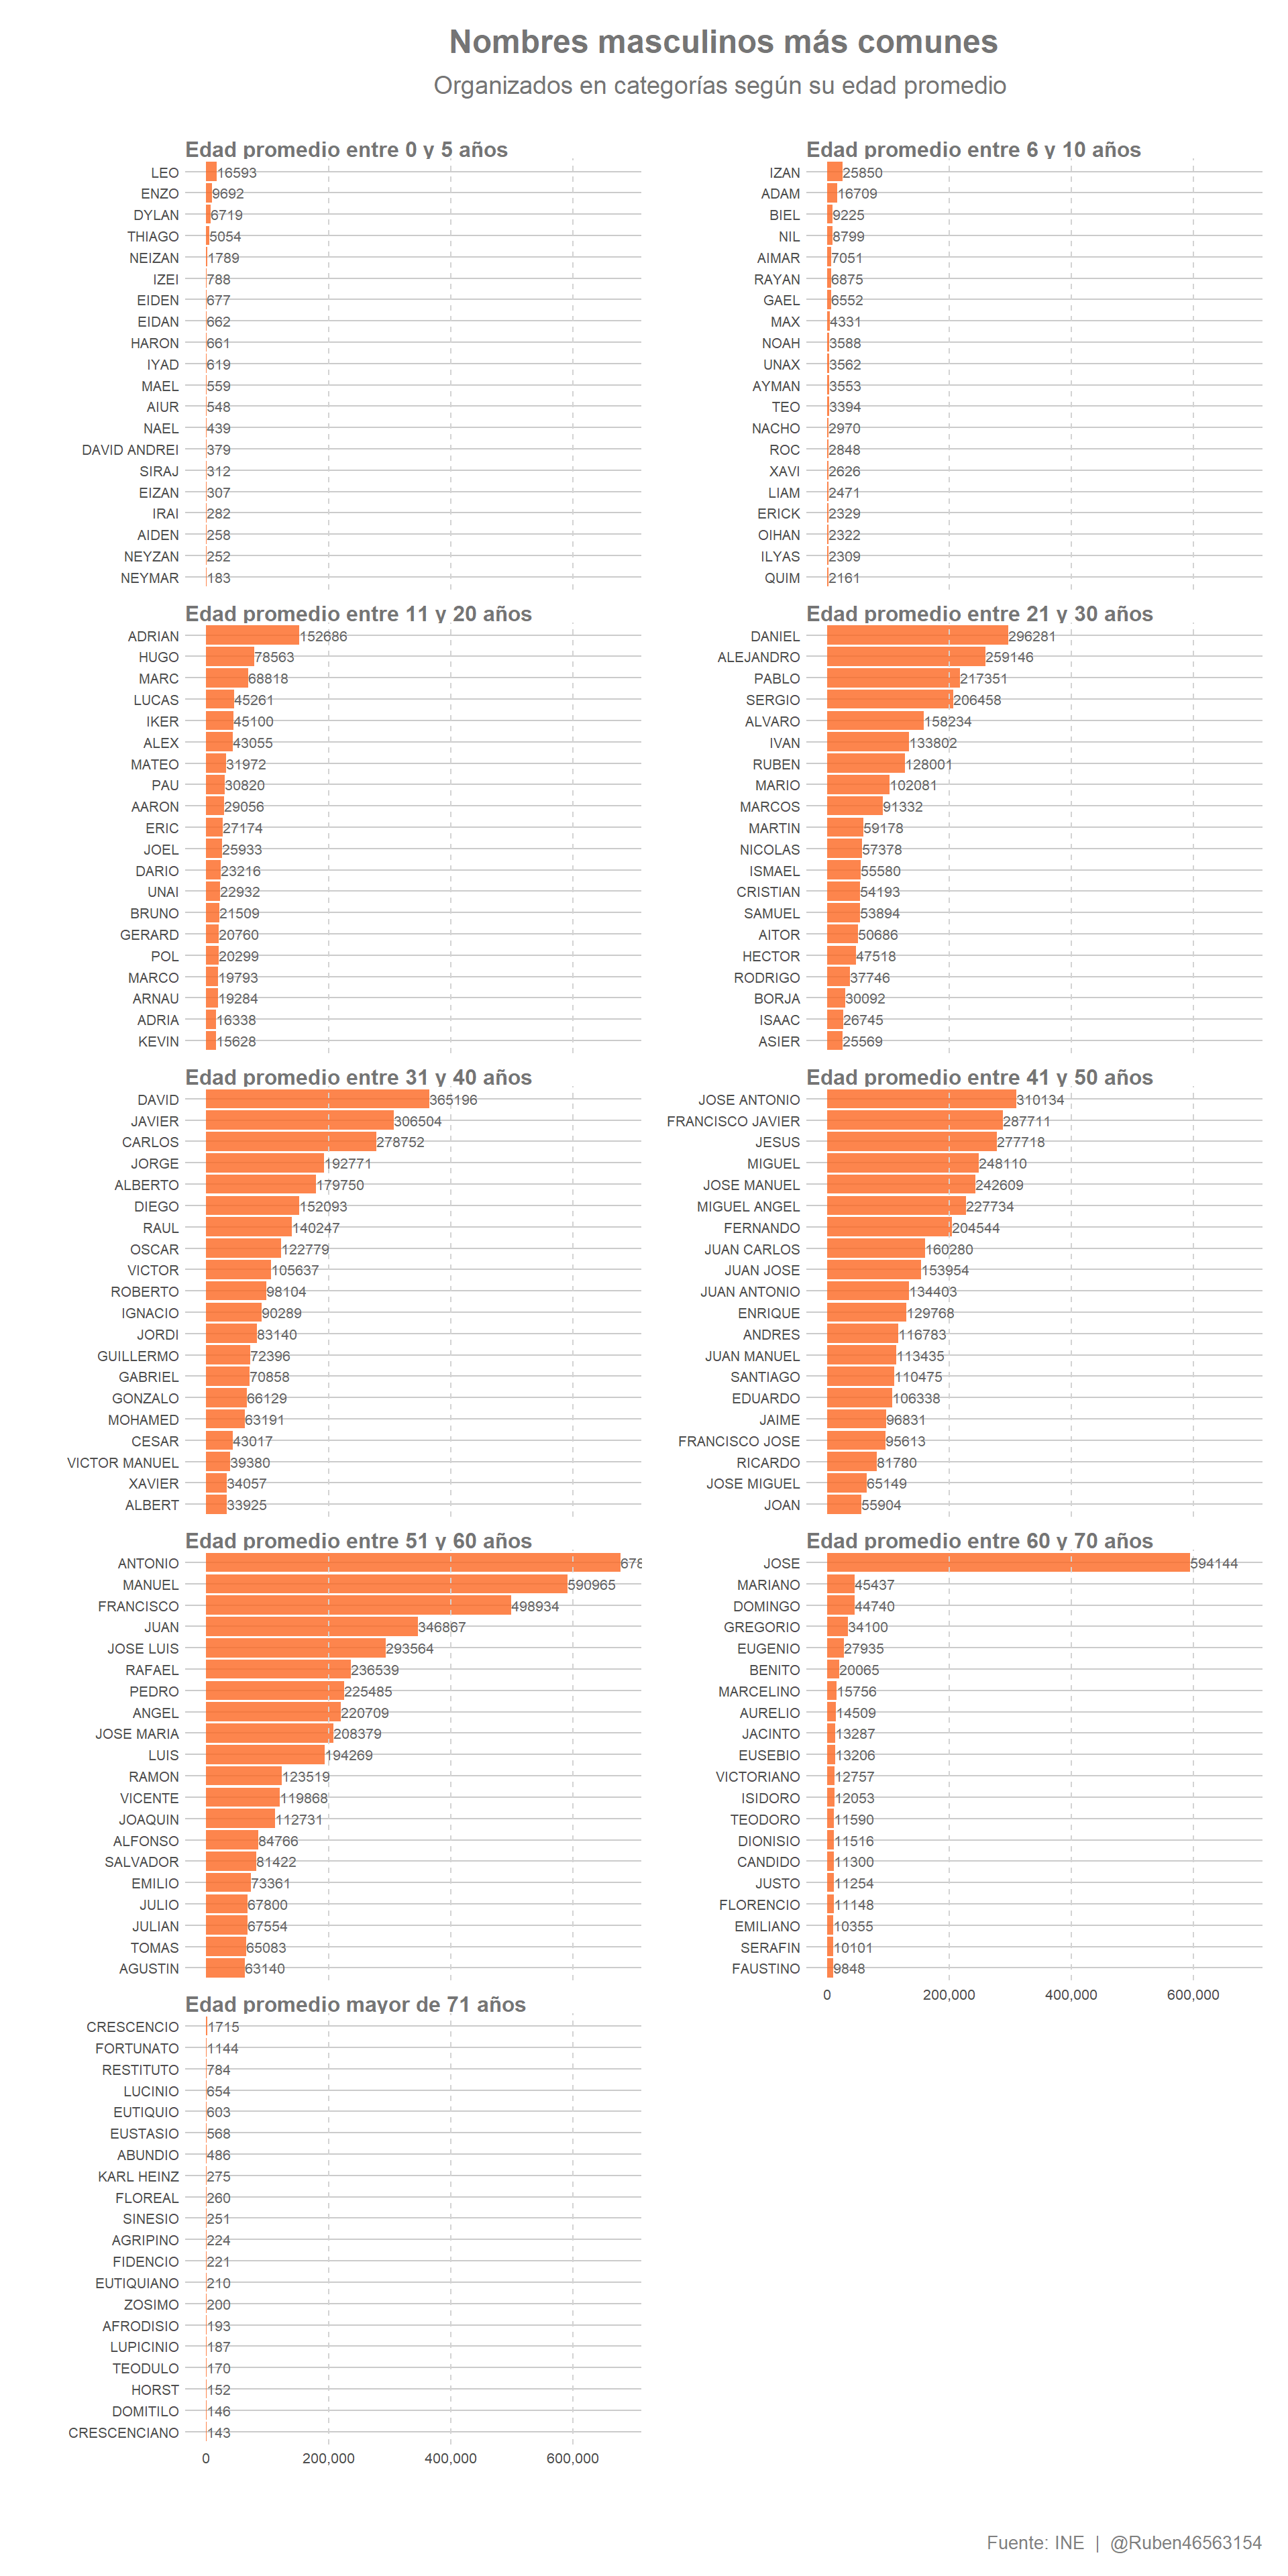 Nombres masculinos más comunes
Organizados en categorías según su edad promedio
Edad promedio entre 0 y 5 años
LEO 16593
ENZO 9692
DYLAN 6719
THIAGO 5054
NEIZAN 1789
IZEI 788
EIDEN 677
EIDAN 662
HARON 661
IYAD 619
MAEL 559
AIUR 548
NAEL 439
DAVID ANDREI 379
SIRAJ 312
EIZAN 307
IRAI 282
AIDEN 258
NEYZAN 252
NEYMAR 183
Edad promedio entre 6 y 10 años
IZAN 25850
ADAM 16709
BIEL 9225
NIL 8799
AIMAR 7051
RAYAN 6875
GAEL 6552
MAX 4331
NOAH 3588
UNAX 3562
AYMAN 3553
TEO 3394
NACHO 2970
ROC 2848
XAVI 2626
LIAM 2471
ERICK 2329
OIHAN 2322
ILYAS 2309
QUIM 2161
Edad promedio entre 11 y 20 años
ADRIAN 152686
HUGO 78563
MARC 68818
LUCAS 45261
IKER 45100
ALEX 43055
MATEO 31972
PAU 30820
AARON 29056
ERIC 27174
JOEL 25933
DARIO 23216
UNAI 22932
BRUNO 21509
GERARD 20760
POL 20299
MARCO 19793
ARNAU 19284
ADRIA 16338
KEVIN 15628
Edad promedio entre 21 y 30 años
DANIEL 296281
ALEJANDRO 259146
PABLO 217351
SERGIO 206458
ALVARO 158234
IVAN 133802
RUBEN 128001
MARIO 102081
MARCOS 91332
MARTIN 59178
NICOLAS 57378
ISMAEL 55580
CRISTIAN 54193
SAMUEL 53894
AITOR 50686
HECTOR 47518
RODRIGO 37746
BORJA 30092
ISAAC 26745
ASIER 25569
Edad promedio entre 31 y 40 años
DAVID 365196
JAVIER 306504
CARLOS 278752
JORGE 192771
ALBERTO 179750
DIEGO 152093
RAUL 140247
OSCAR 122779
VICTOR 105637
ROBERTO 98104
IGNACIO 90289
JORDI 83140
GUILLERMO 72396
GABRIEL 70858
GONZALO 66129
MOHAMED 63191
CESAR 43017
VICTOR MANUEL 39380
XAVIER 34057
ALBERT 33925
Edad promedio entre 41 y 50 años
JOSE ANTONIO 310134
FRANCISCO JAVIER 287711
JESUS 277718
MIGUEL 248110
JOSE MANUEL 242609
MIGUEL ANGEL 227734
FERNANDO 204544
JUAN CARLOS 160280
JUAN JOSE 153954
JUAN ANTONIO 134403
ENRIQUE 129768
ANDRES 116783
JUAN MANUEL 113435
SANTIAGO 110475
EDUARDO 106338
JAIME 96831
FRANCISCO JOSE 95613
RICARDO 81780
JOSE MIGUEL 65149
JOAN 55904
Edad promedio entre 51 y 60 años
ANTONIO 678
MANUEL 590965
FRANCISCO 498934
JUAN 346867
JOSE LUIS 293564
RAFAEL 236539
PEDRO 225485
ANGEL 220709
JOSE MARIA 208379
LUIS 194269
RAMON 123519
VICENTE 119868
JOAQUIN 112731
ALFONSO 84766
SALVADOR 81422
EMILIO 73361
JULIO 67800
JULIAN 67554
TOMAS 65083
AGUSTIN 63140
Edad promedio entre 60 y 70 años
JOSE 594144
MARIANO 45437
DOMINGO 44740
GREGORIO 34100
EUGENIO 27935
BENITO 20065
MARCELINO 15756
AURELIO 14509
JACINTO 13287
EUSEBIO 13206
VICTORIANO 12757
ISIDORO 12053
TEODORO 11590
DIONISIO 11516
CANDIDO 11300
JUSTO 11254
FLORENCIO 11148
EMILIANO 10355
SERAFIN 10101
FAUSTINO 9848
0 200,000 400,000 600,000
Edad promedio mayor de 71 años
CRESCENCIO 1715
FORTUNATO 1144
RESTITUTO 784
LUCINIO 654
EUTIQUIO 603
EUSTASIO 568
ABUNDIO 486
KARL HEINZ 275
FLOREAL 260
SINESIO 251
AGRIPINO 224
FIDENCIO 221
EUTIQUIANO 210
ZOSIMO 200
AFRODISIO 193
LUPICINIO 187
TEODULO 170
HORST 152
DOMITILO 146
CRESCENCIANO 143
0 200,000 400,000 600,000
Fuente: INE | @Ruben46563154